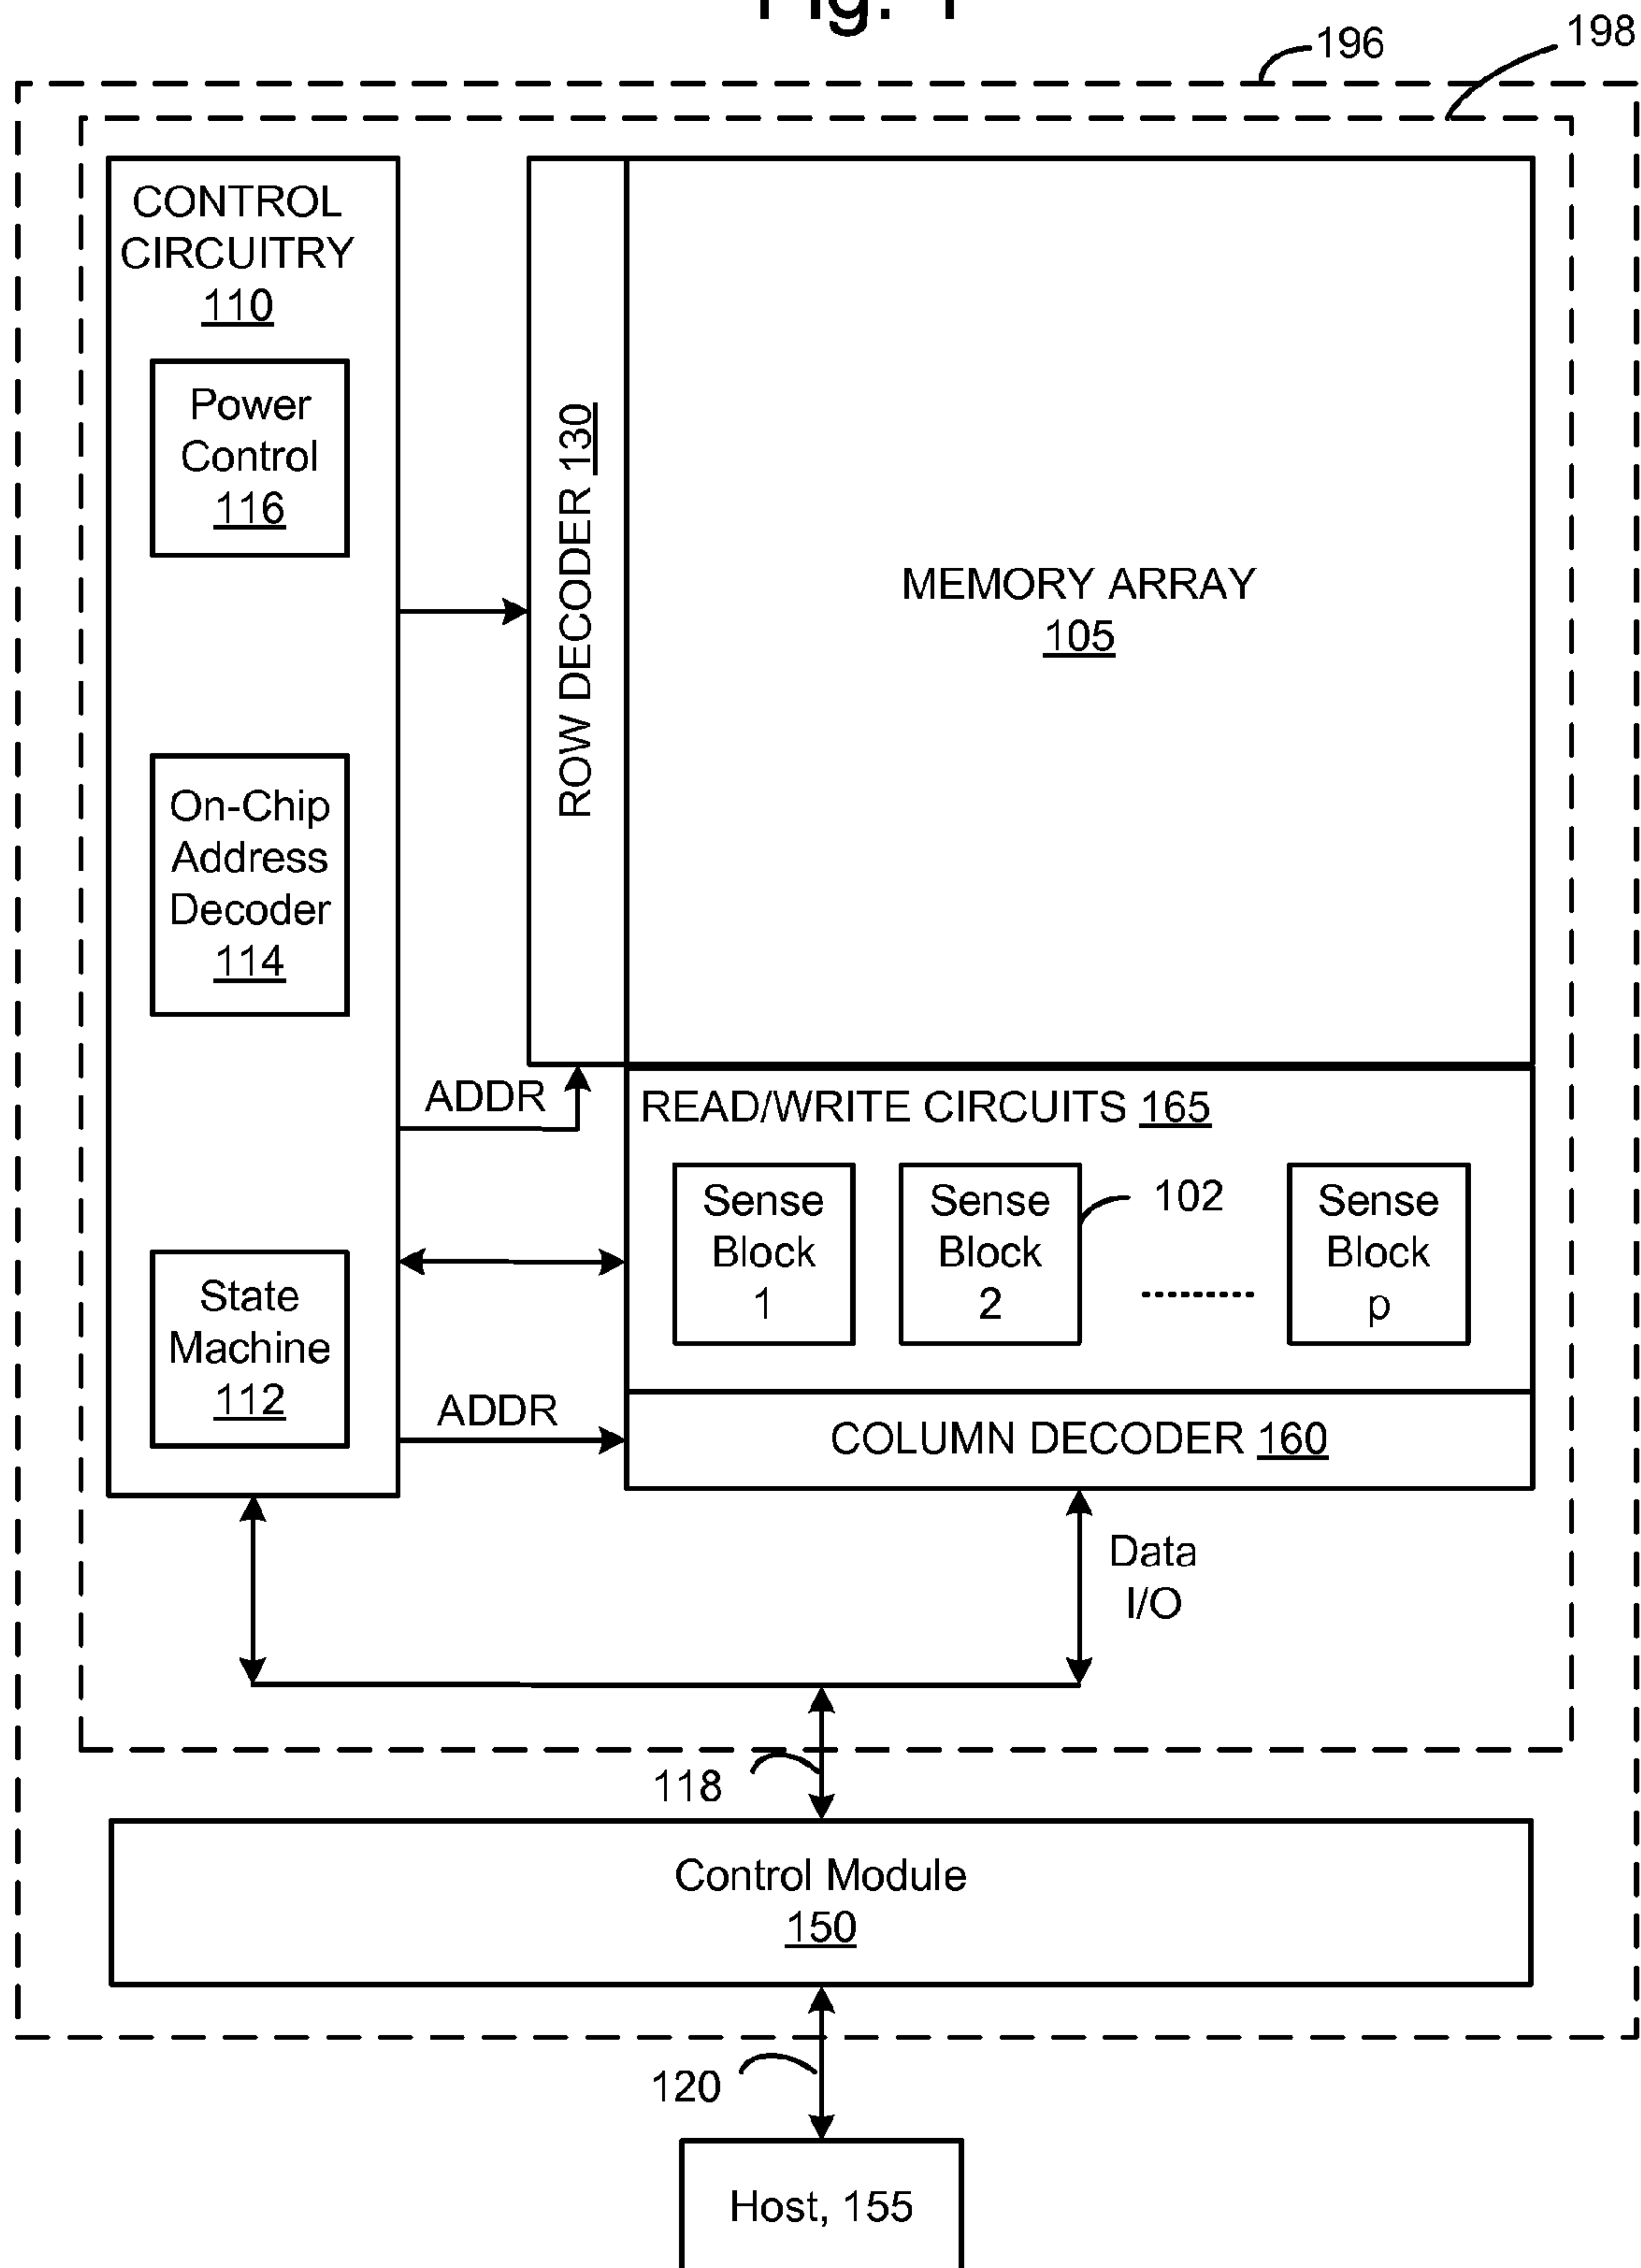 Fig. 1
196
198
CONTROL
CIRCUITRY
110
Power
Control
116
On-Chip
Address
Decoder
114
State
Machine
112
ROW DECODER 130
MEMORY ARRAY
105
ADDR
READ/WRITE CIRCUITS 165
Sense
Block
1
Sense
Block
2
102
Sense
Block
p
ADDR
COLUMN DECODER 160
Data
I/O
118
Control Module
150
120
Host, 155